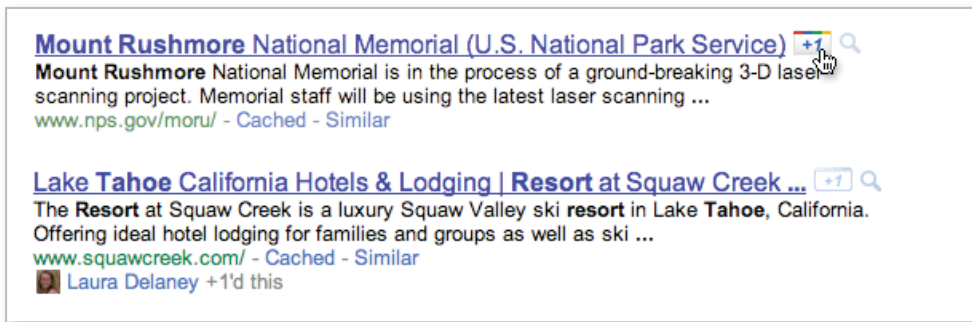 Mount Rushmore National Memorial (U.S. National Park Service) +1
Mount Rushmore National Memorial is in the process of a ground-breaking 3-D laser
scanning project. Memorial staff will be using the latest laser scanning ...
www.nps.gov/moru/ - Cached - Similar
Lake Tahoe California Hotels & Lodging | Resort at Squaw Creek ... +1
The Resort at Squaw Creek is a luxury Squaw Valley ski resort in Lake Tahoe, California.
Offering ideal hotel lodging for families and groups as well as ski ...
www.squawcreek.com/ - Cached - Similar
Laura Delaney +1'd this